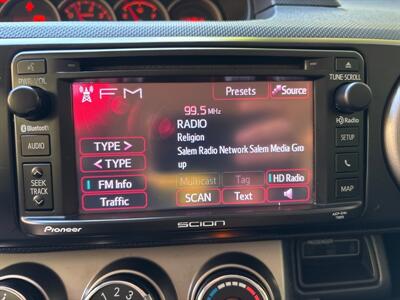 PWR·VOL
TUNE·SCROLL
FM
Presets
Source
99.5 MHz
RADIO
Religion
Salem Radio Network Salem Media Gro
up
TYPE >
< TYPE
FM Info
Traffic
Multicast
Tag
HD Radio
SCAN
Text
Bluetooth
AUDIO
SEEK
TRACK
HD Radio
SETUP
MAP
Pioneer
SCION